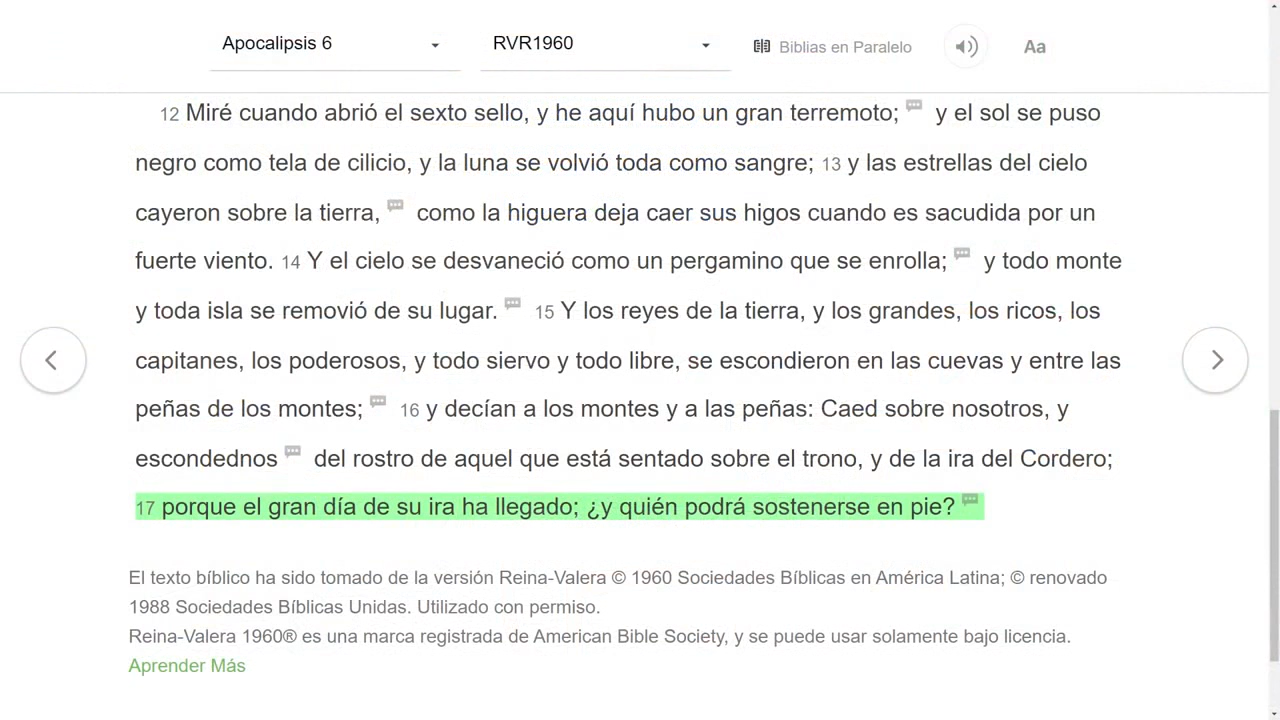 Apocalipsis 6 RVR1960 Biblias en Paralelo Aa
12 Miré cuando abrió el sexto sello, y he aquí hubo un gran terremoto; y el sol se puso
negro como tela de cilicio, y la luna se volvió toda como sangre; 13 y las estrellas del cielo
cayeron sobre la tierra, como la higuera deja caer sus higos cuando es sacudida por un
fuerte viento. 14 Y el cielo se desvaneció como un pergamino que se enrolla; y todo monte
y toda isla se removió de su lugar. 15 Y los reyes de la tierra, y los grandes, los ricos, los
capitanes, los poderosos, y todo siervo y todo libre, se escondieron en las cuevas y entre las
peñas de los montes; 16 y decían a los montes y a las peñas: Caed sobre nosotros, y
escondednos del rostro de aquel que está sentado sobre el trono, y de la ira del Cordero;
17 porque el gran día de su ira ha llegado; ¿y quién podrá sostenerse en pie?
El texto bíblico ha sido tomado de la versión Reina-Valera © 1960 Sociedades Bíblicas en América Latina; © renovado
1988 Sociedades Bíblicas Unidas. Utilizado con permiso.
Reina-Valera 1960® es una marca registrada de American Bible Society, y se puede usar solamente bajo licencia.
Aprender Más